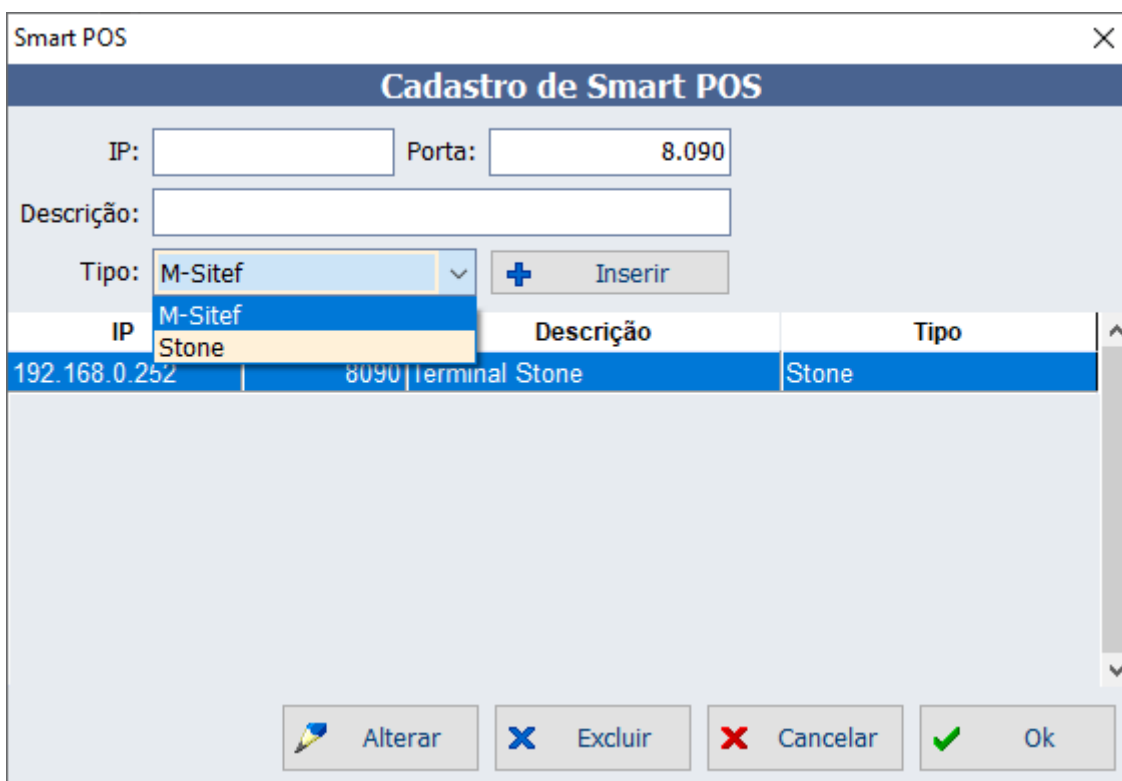 Smart POS
Cadastro de Smart POS
IP: Porta: 8.090
Descrição:
Tipo: M-Sitef Inserir
M-Sitef
Stone
IP Descrição Tipo
192.168.0.252 8090 Terminal Stone Stone
Alterar Excluir Cancelar Ok